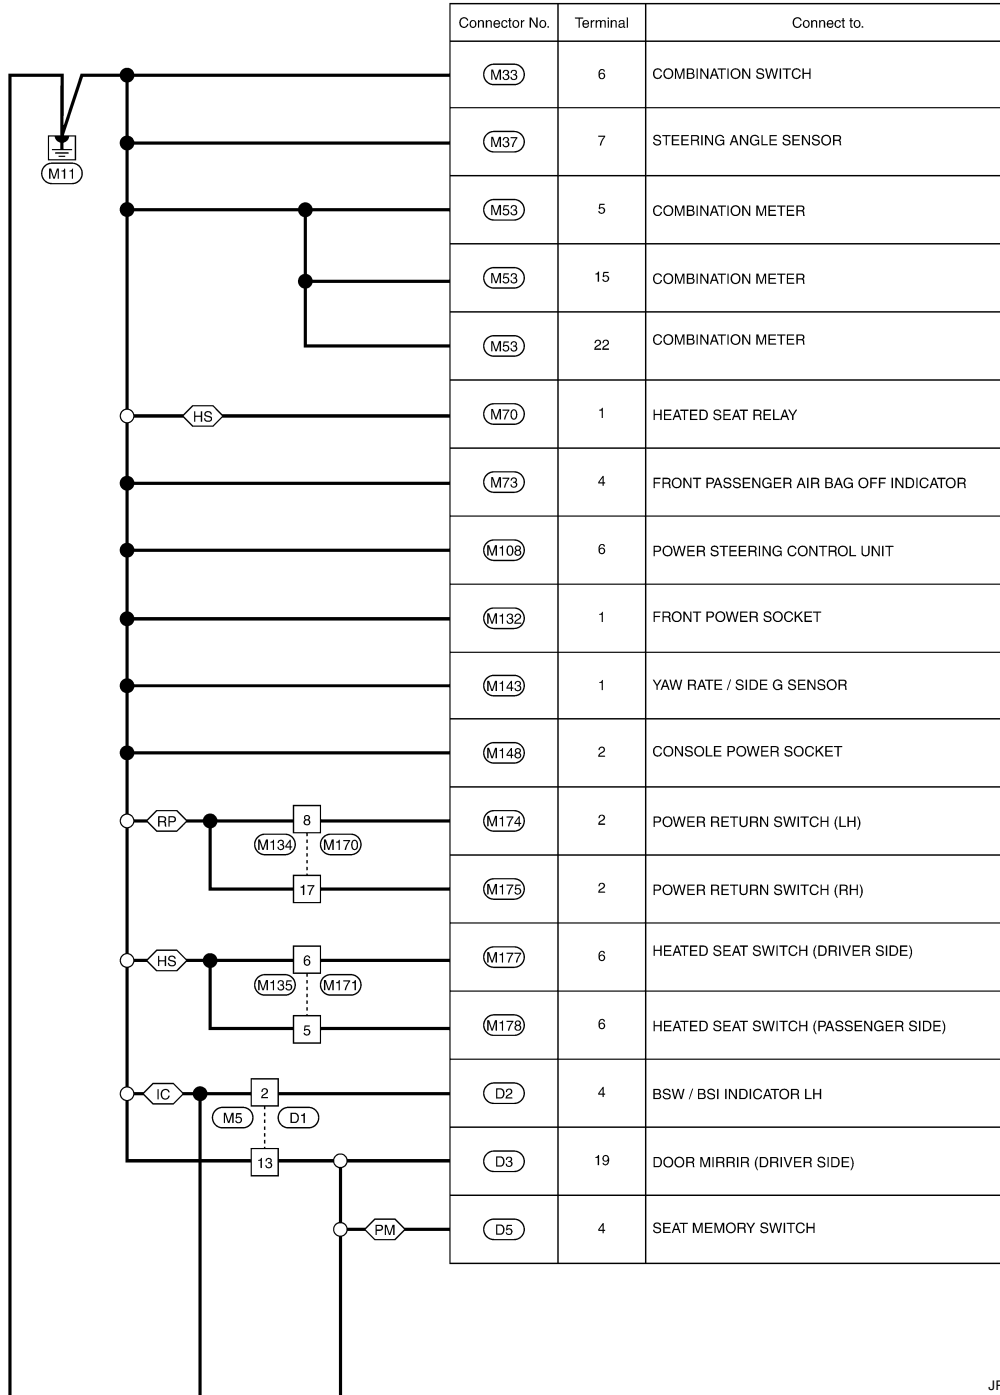 Connector No. Terminal Connect to.
M33 6 COMBINATION SWITCH
M37 7 STEERING ANGLE SENSOR
M11
M53 5 COMBINATION METER
M53 15 COMBINATION METER
M53 22 COMBINATION METER
HS M70 1 HEATED SEAT RELAY
M73 4 FRONT PASSENGER AIR BAG OFF INDICATOR
M108 6 POWER STEERING CONTROL UNIT
M132 1 FRONT POWER SOCKET
M143 1 YAW RATE / SIDE G SENSOR
M148 2 CONSOLE POWER SOCKET
RP 8 M174 2 POWER RETURN SWITCH (LH)
M134 M170
17 M175 2 POWER RETURN SWITCH (RH)
HS 6 M177 6 HEATED SEAT SWITCH (DRIVER SIDE)
M135 M171
5 M178 6 HEATED SEAT SWITCH (PASSENGER SIDE)
IC 2 D2 4 BSW / BSI INDICATOR LH
M5 D1
13 D3 19 DOOR MIRRIR (DRIVER SIDE)
PM D5 4 SEAT MEMORY SWITCH